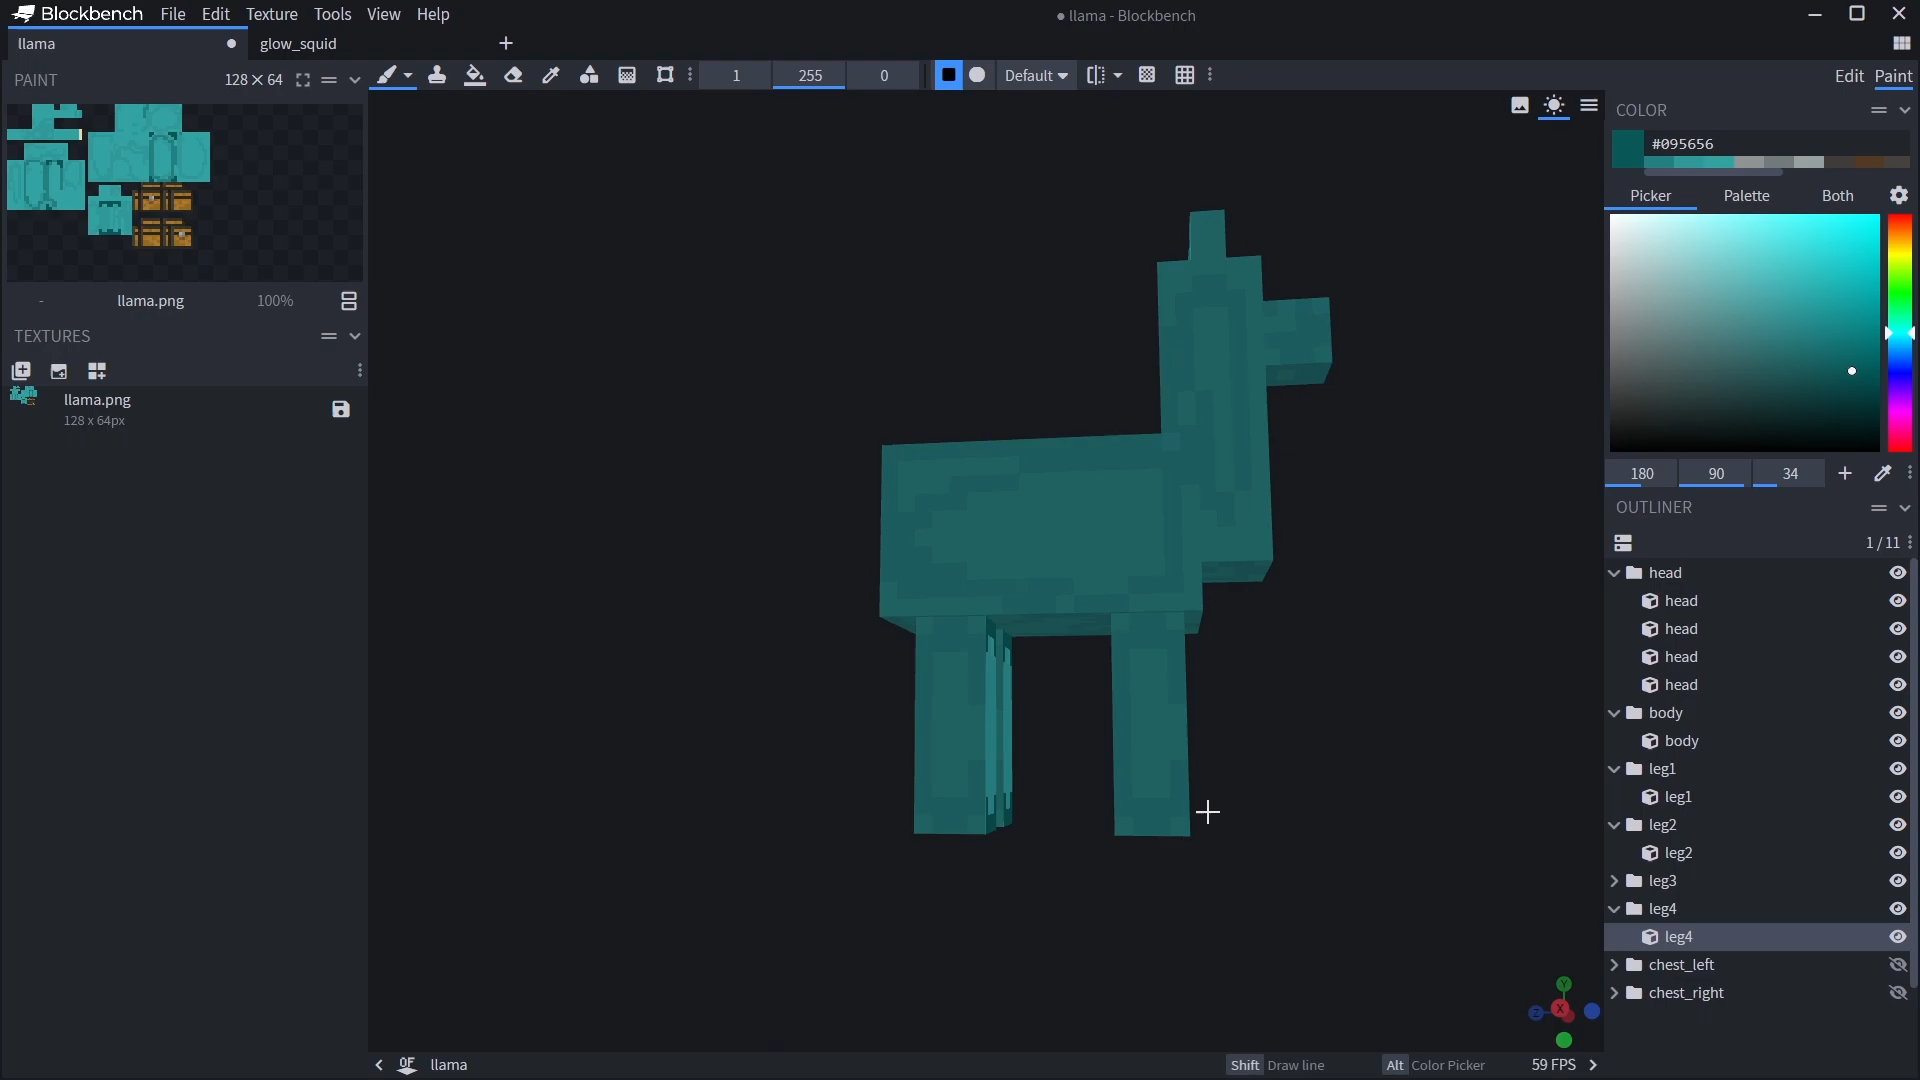 Blockbench File Edit Texture Tools View Help
● llama - Blockbench
llama
glow_squid
PAINT 128 × 64
1 255 0 Default
Edit Paint
- llama.png 100%
TEXTURES
llama.png
128 x 64px
COLOR
#095656
Picker Palette Both
180 90 34
OUTLINER
1 / 11
head
head
head
head
head
body
body
leg1
leg1
leg2
leg2
leg3
leg4
leg4
chest_left
chest_right
Y
Z X
OF llama
Shift Draw line Alt Color Picker 59 FPS